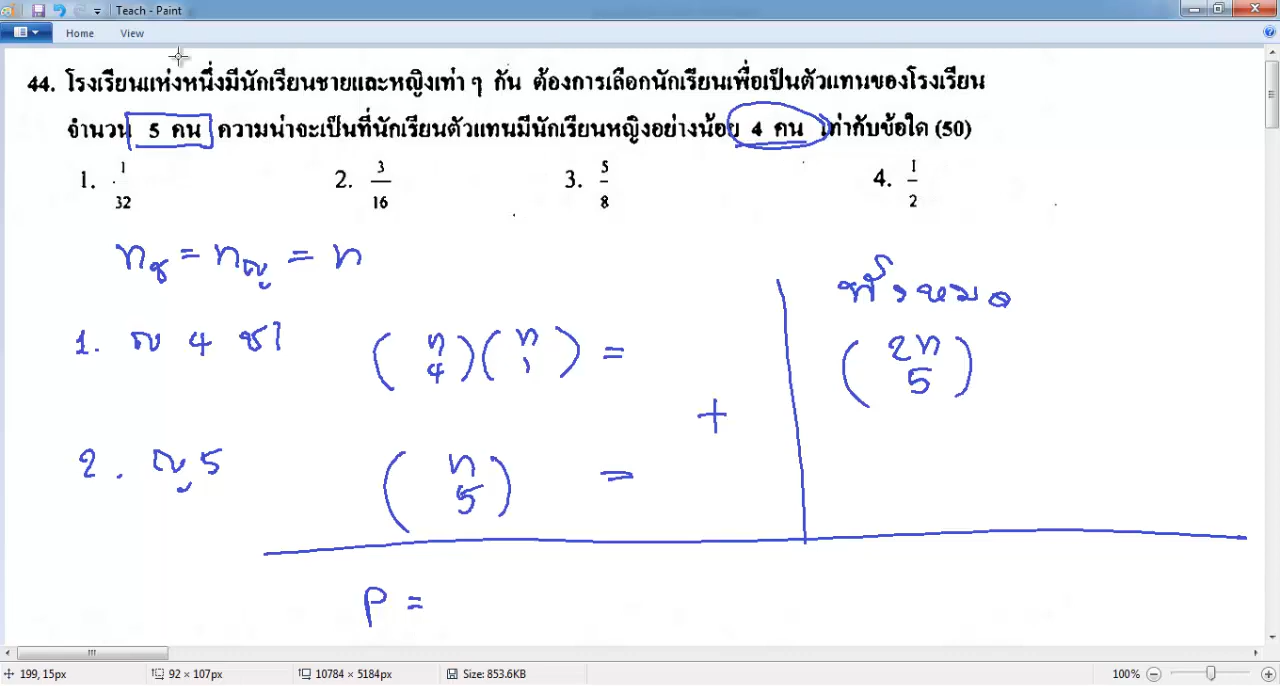 Teach - Paint
Home View
44. โรงเรียนแห่งหนึ่งมีนักเรียนชายและหญิงเท่า ๆ กัน ต้องการเลือกนักเรียนเพื่อเป็นตัวแทนของโรงเรียน
จำนวน 5 คน ความน่าจะเป็นที่นักเรียนตัวแทนมีนักเรียนหญิงอย่างน้อย 4 คน เท่ากับข้อใด (50)
1. 1/32 2. 3/16 3. 5/8 4. 1/2
nช = nญ = n
ทั้งหมด
1. ญ 4 ช1 (n 4)(n 1) =
(2n 5)
+
2. ญ 5 (n 5) =
P =
199, 15px 92 × 107px 10784 × 5184px Size: 853.6KB 100%